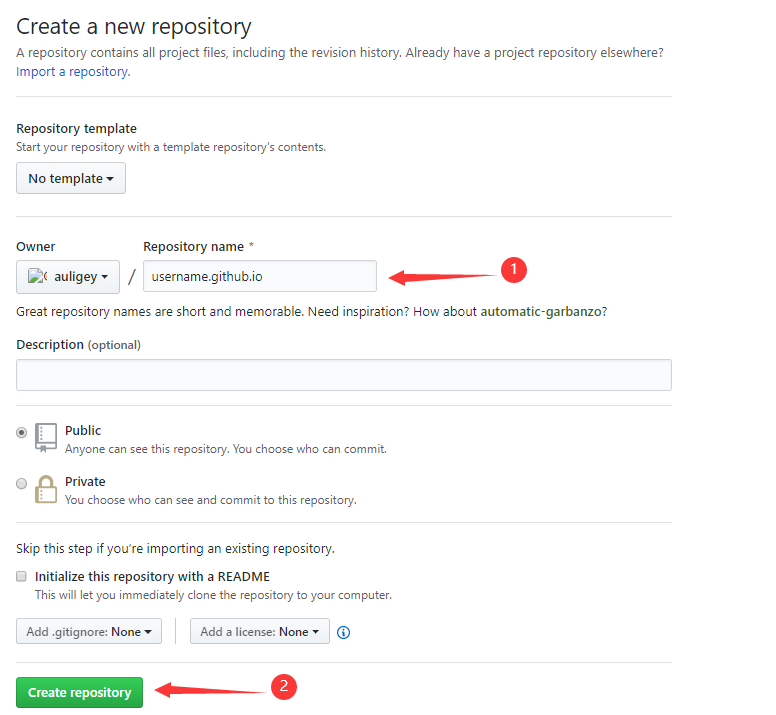 Create a new repository
A repository contains all project files, including the revision history. Already have a project repository elsewhere?
Import a repository.
Repository template
Start your repository with a template repository's contents.
No template
Owner
Repository name *
auligey / username.github.io
1
Great repository names are short and memorable. Need inspiration? How about automatic-garbanzo?
Description (optional)
Public
Anyone can see this repository. You choose who can commit.
Private
You choose who can see and commit to this repository.
Skip this step if you’re importing an existing repository.
Initialize this repository with a README
This will let you immediately clone the repository to your computer.
Add .gitignore: None
Add a license: None
Create repository
2